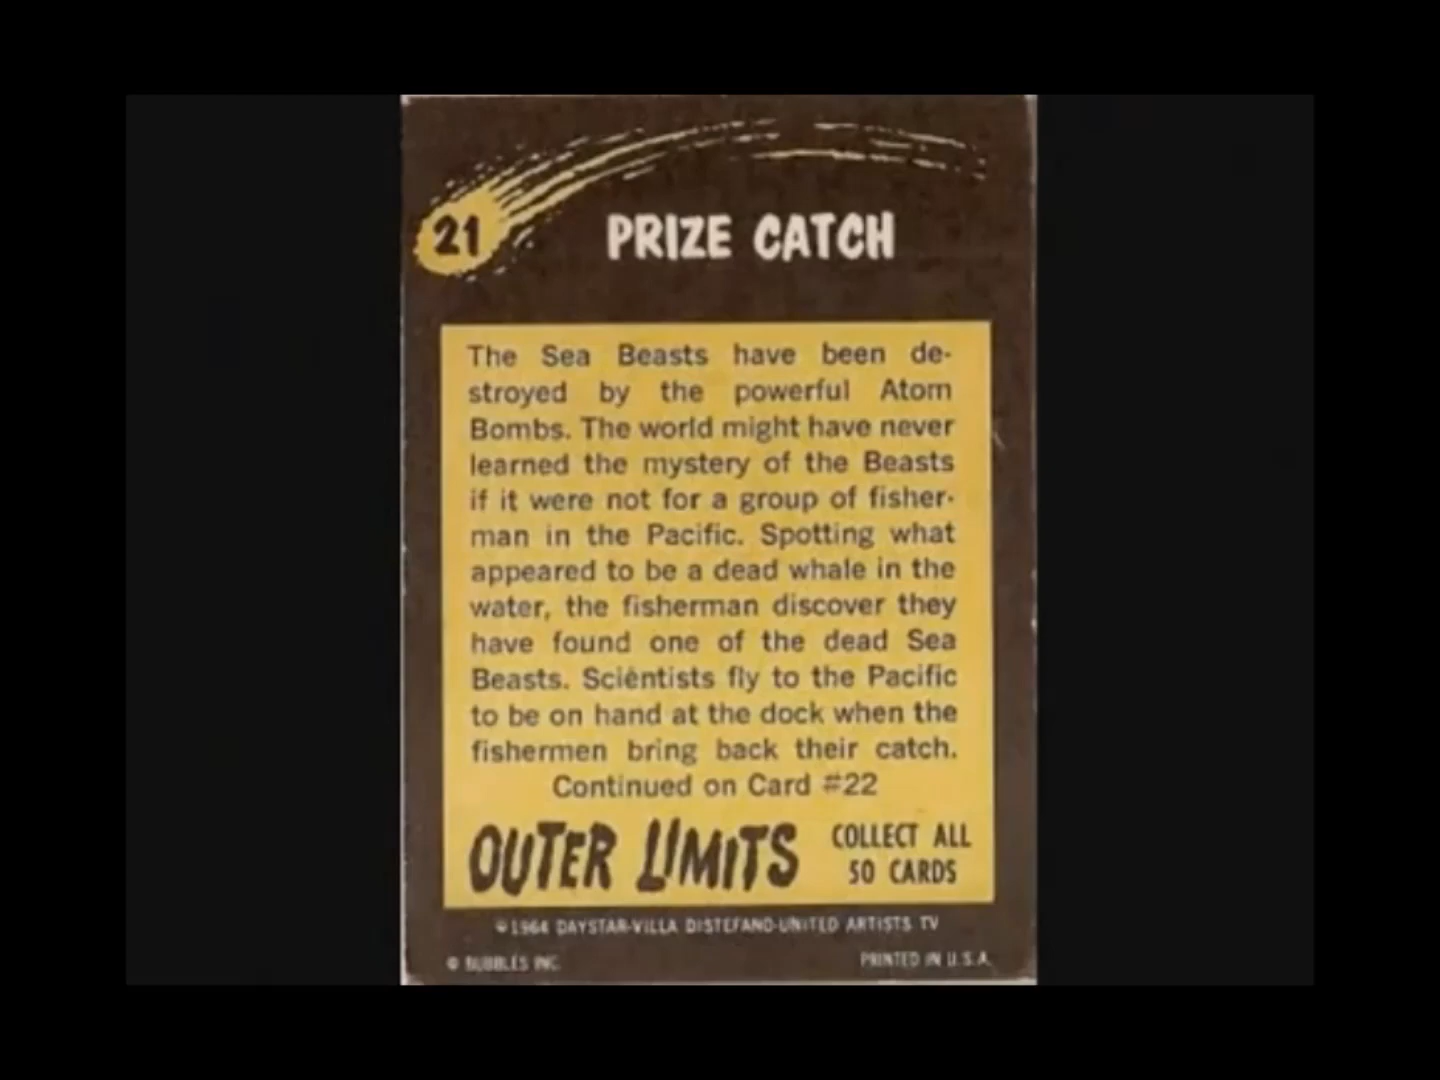 21
PRIZE CATCH
The Sea Beasts have been de-
stroyed by the powerful Atom
Bombs. The world might have never
learned the mystery of the Beasts
if it were not for a group of fisher-
man in the Pacific. Spotting what
appeared to be a dead whale in the
water, the fisherman discover they
have found one of the dead Sea
Beasts. Scientists fly to the Pacific
to be on hand at the dock when the
fishermen bring back their catch.
Continued on Card #22
OUTER LIMITS
COLLECT ALL
50 CARDS
©1964 DAYSTAR-VILLA DISTEFANO-UNITED ARTISTS TV
© BUBBLES INC.
PRINTED IN U.S.A.